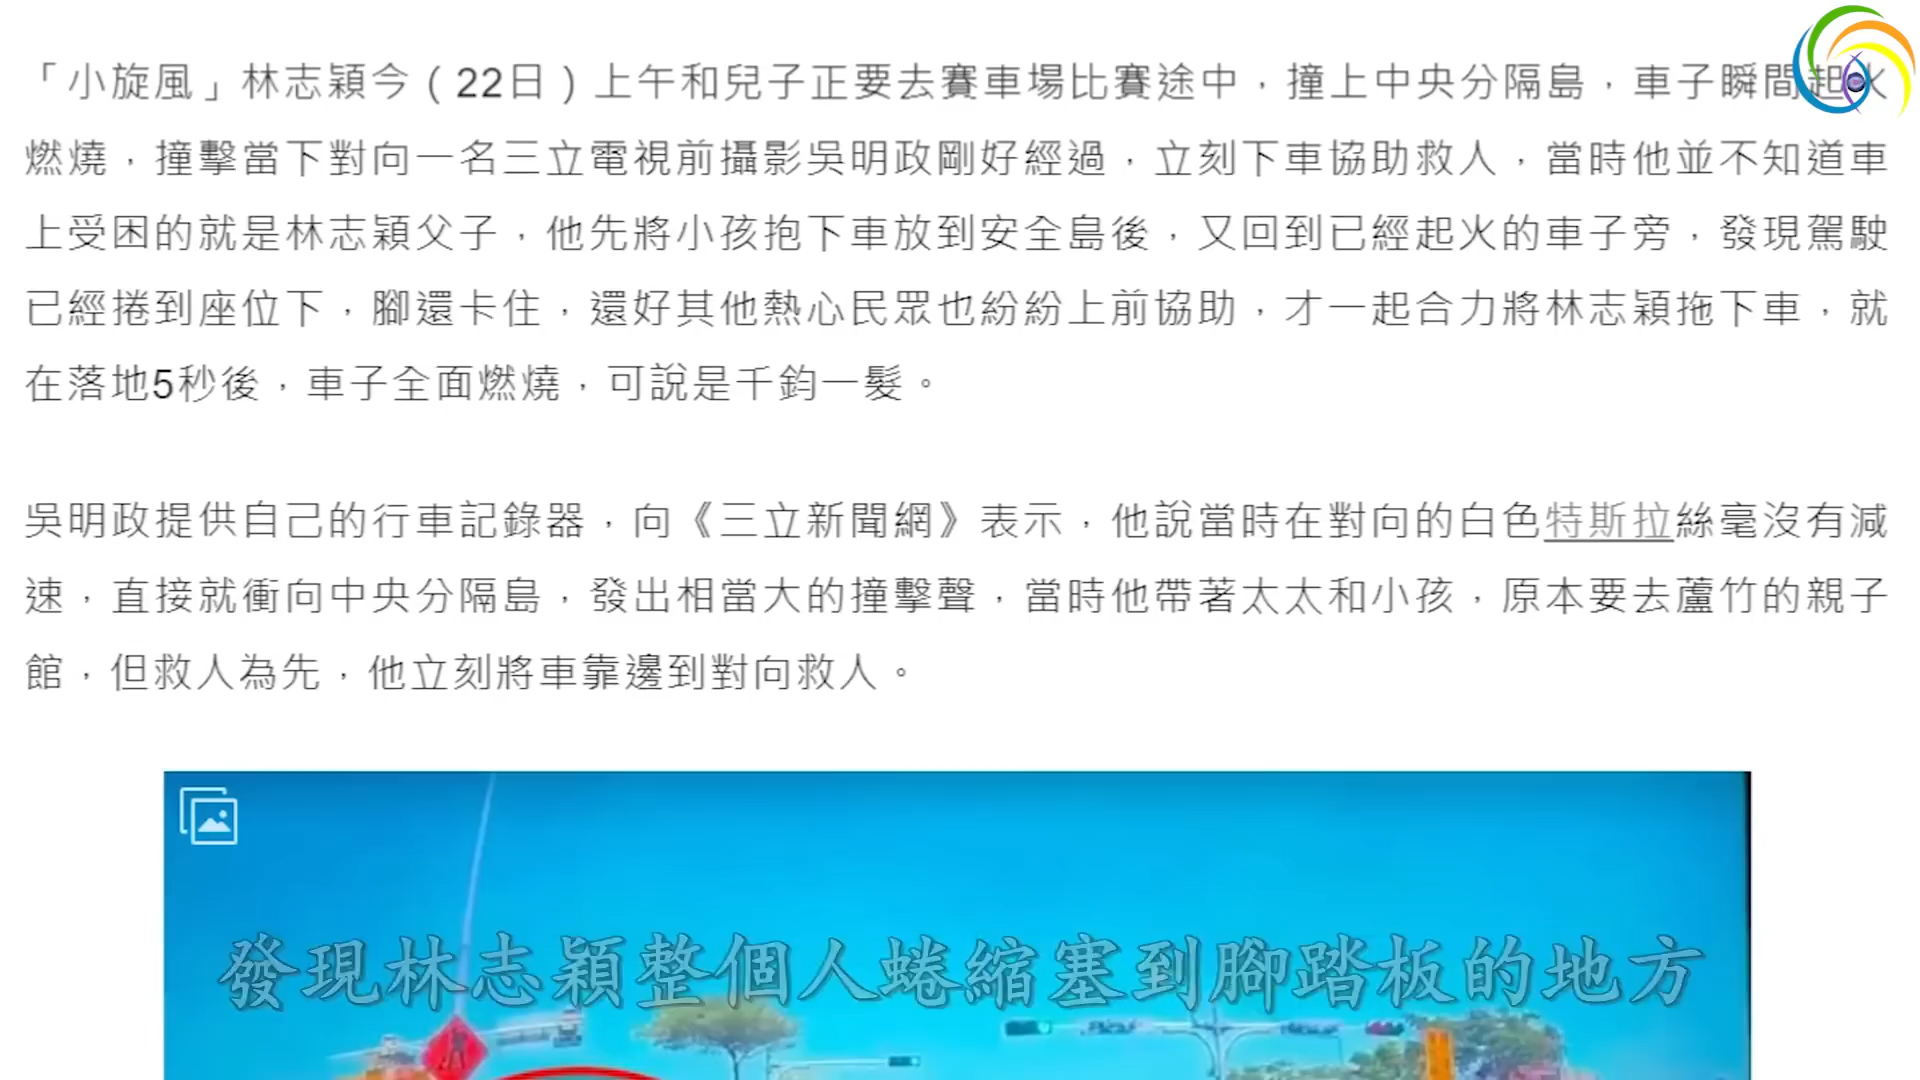 「小旋風」林志穎今（22日）上午和兒子正要去賽車場比賽途中，撞上中央分隔島，車子瞬間起火
燃燒，撞擊當下對向一名三立電視前攝影吳明政剛好經過，立刻下車協助救人，當時他並不知道車
上受困的就是林志穎父子，他先將小孩抱下車放到安全島後，又回到已經起火的車子旁，發現駕駛
已經捲到座位下，腳還卡住，還好其他熱心民眾也紛紛上前協助，才一起合力將林志穎拖下車，就
在落地5秒後，車子全面燃燒，可說是千鈞一髮。
吳明政提供自己的行車記錄器，向《三立新聞網》表示，他說當時在對向的白色特斯拉絲毫沒有減
速，直接就衝向中央分隔島，發出相當大的撞擊聲，當時他帶著太太和小孩，原本要去蘆竹的親子
館，但救人為先，他立刻將車靠邊到對向救人。
發現林志穎整個人蜷縮塞到腳踏板的地方